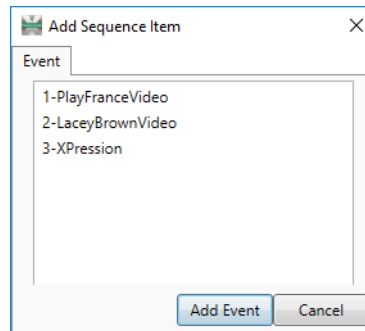 Add Sequence Item
Event
1-PlayFranceVideo
2-LaceyBrownVideo
3-XPression
Add Event Cancel